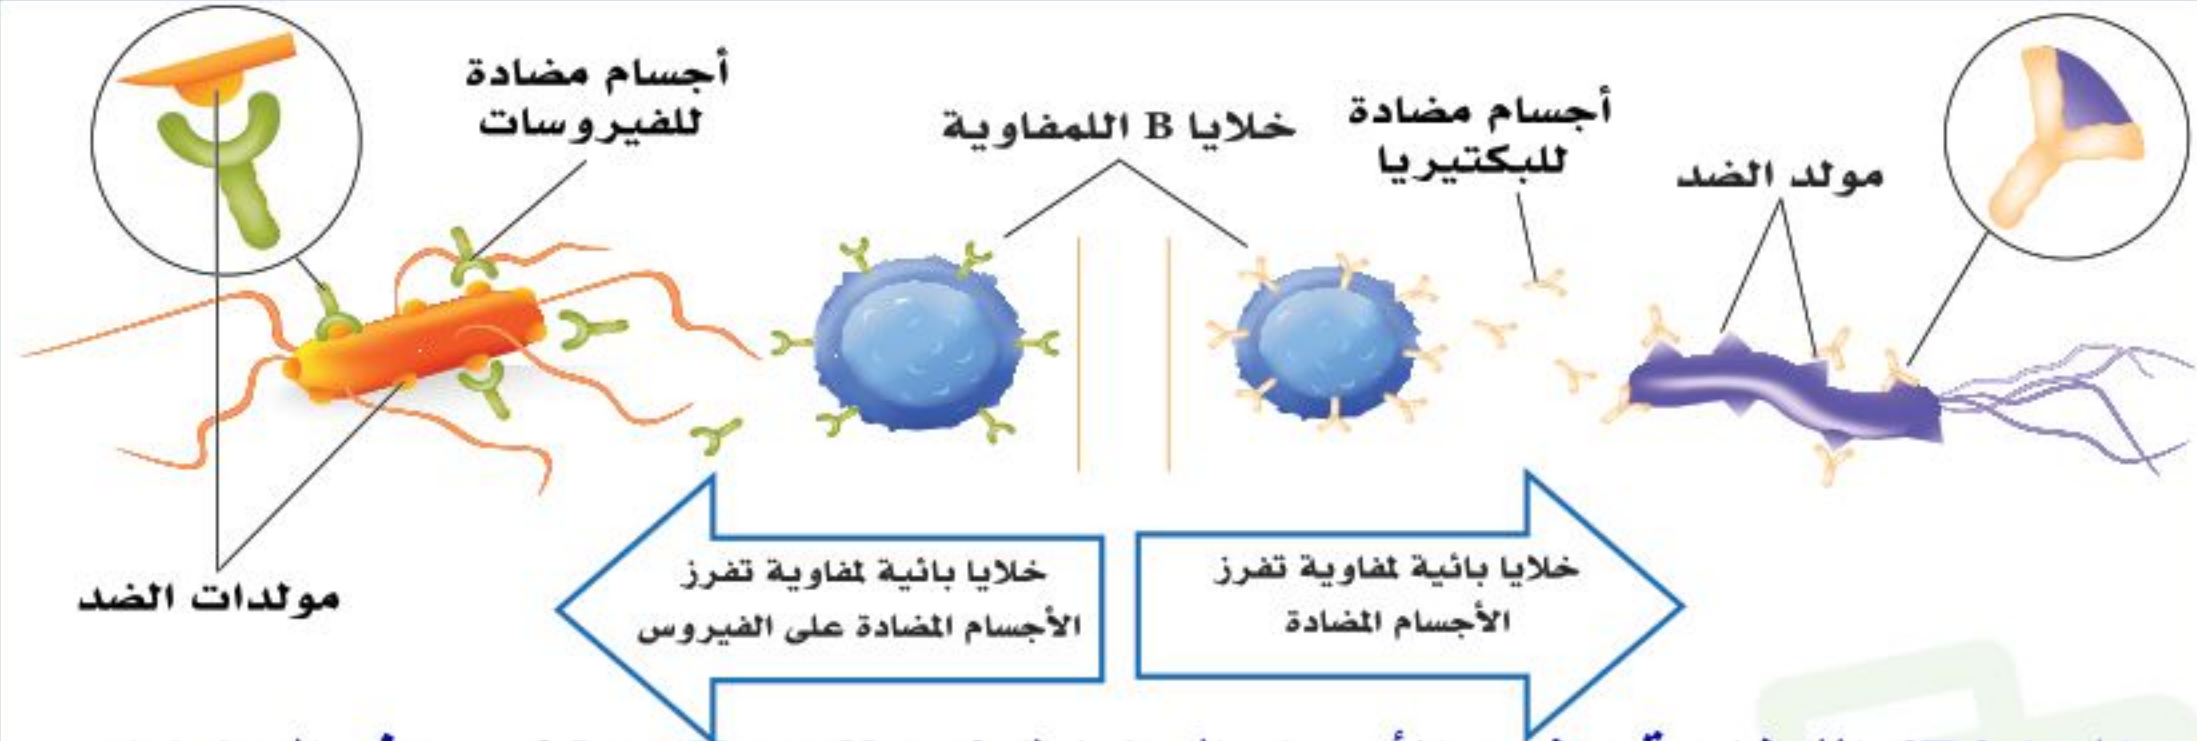 أجسام مضادة
للفيروسات
خلايا B اللمفاوية
أجسام مضادة
للبكتيريا
مولد الضد
مولدات الضد
خلايا بائية لمفاوية تفرز
الأجسام المضادة
خلايا بائية لمفاوية تفرز
الأجسام المضادة على الفيروس